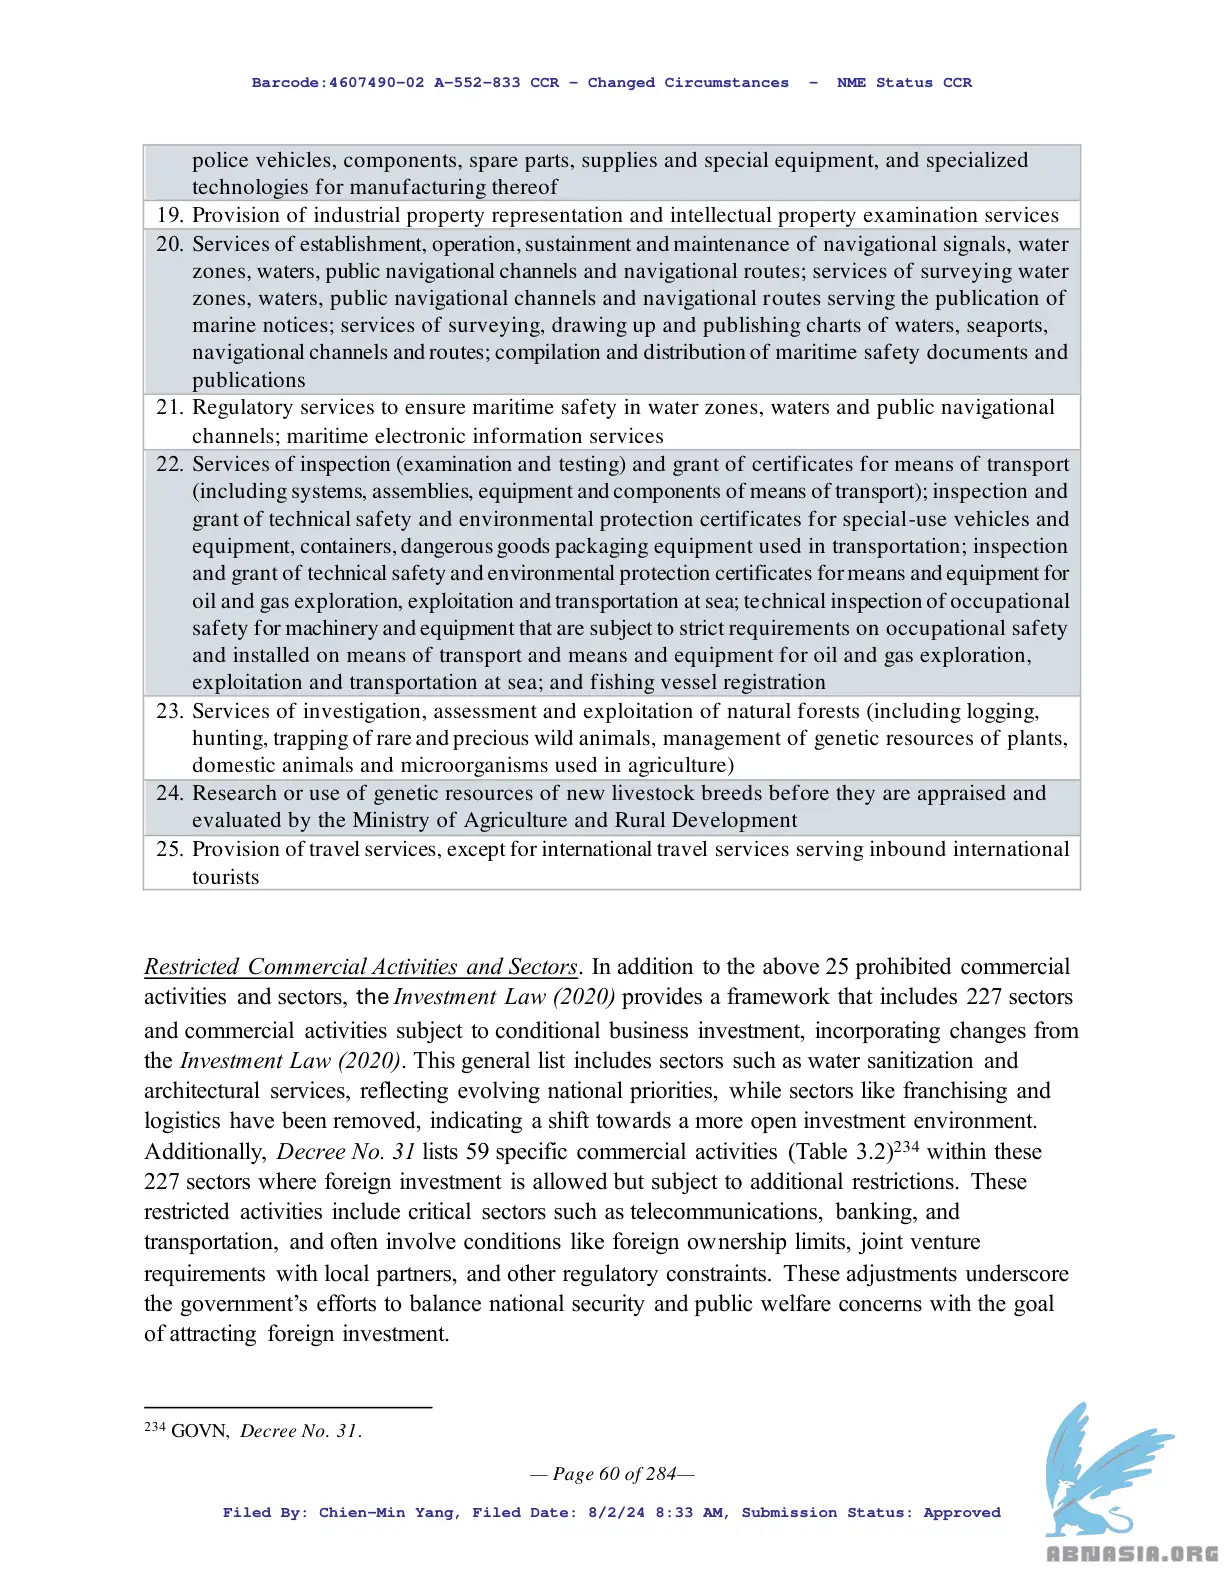 Barcode:4607490-02 A-552-833 CCR - Changed Circumstances - NME Status CCR
police vehicles, components, spare parts, supplies and special equipment, and specialized
technologies for manufacturing thereof
19. Provision of industrial property representation and intellectual property examination services
20. Services of establishment, operation, sustainment and maintenance of navigational signals, water
zones, waters, public navigational channels and navigational routes; services of surveying water
zones, waters, public navigational channels and navigational routes serving the publication of
marine notices; services of surveying, drawing up and publishing charts of waters, seaports,
navigational channels and routes; compilation and distribution of maritime safety documents and
publications
21. Regulatory services to ensure maritime safety in water zones, waters and public navigational
channels; maritime electronic information services
22. Services of inspection (examination and testing) and grant of certificates for means of transport
(including systems, assemblies, equipment and components of means of transport); inspection and
grant of technical safety and environmental protection certificates for special-use vehicles and
equipment, containers, dangerous goods packaging equipment used in transportation; inspection
and grant of technical safety and environmental protection certificates for means and equipment for
oil and gas exploration, exploitation and transportation at sea; technical inspection of occupational
safety for machinery and equipment that are subject to strict requirements on occupational safety
and installed on means of transport and means and equipment for oil and gas exploration,
exploitation and transportation at sea; and fishing vessel registration
23. Services of investigation, assessment and exploitation of natural forests (including logging,
hunting, trapping of rare and precious wild animals, management of genetic resources of plants,
domestic animals and microorganisms used in agriculture)
24. Research or use of genetic resources of new livestock breeds before they are appraised and
evaluated by the Ministry of Agriculture and Rural Development
25. Provision of travel services, except for international travel services serving inbound international
tourists
Restricted Commercial Activities and Sectors. In addition to the above 25 prohibited commercial
activities and sectors, the Investment Law (2020) provides a framework that includes 227 sectors
and commercial activities subject to conditional business investment, incorporating changes from
the Investment Law (2020). This general list includes sectors such as water sanitization and
architectural services, reflecting evolving national priorities, while sectors like franchising and
logistics have been removed, indicating a shift towards a more open investment environment.
Additionally, Decree No. 31 lists 59 specific commercial activities (Table 3.2)234 within these
227 sectors where foreign investment is allowed but subject to additional restrictions. These
restricted activities include critical sectors such as telecommunications, banking, and
transportation, and often involve conditions like foreign ownership limits, joint venture
requirements with local partners, and other regulatory constraints. These adjustments underscore
the government’s efforts to balance national security and public welfare concerns with the goal
of attracting foreign investment.
234 GOVN, Decree No. 31.
— Page 60 of 284—
Filed By: Chien-Min Yang, Filed Date: 8/2/24 8:33 AM, Submission Status: Approved
ABNASIA.ORG